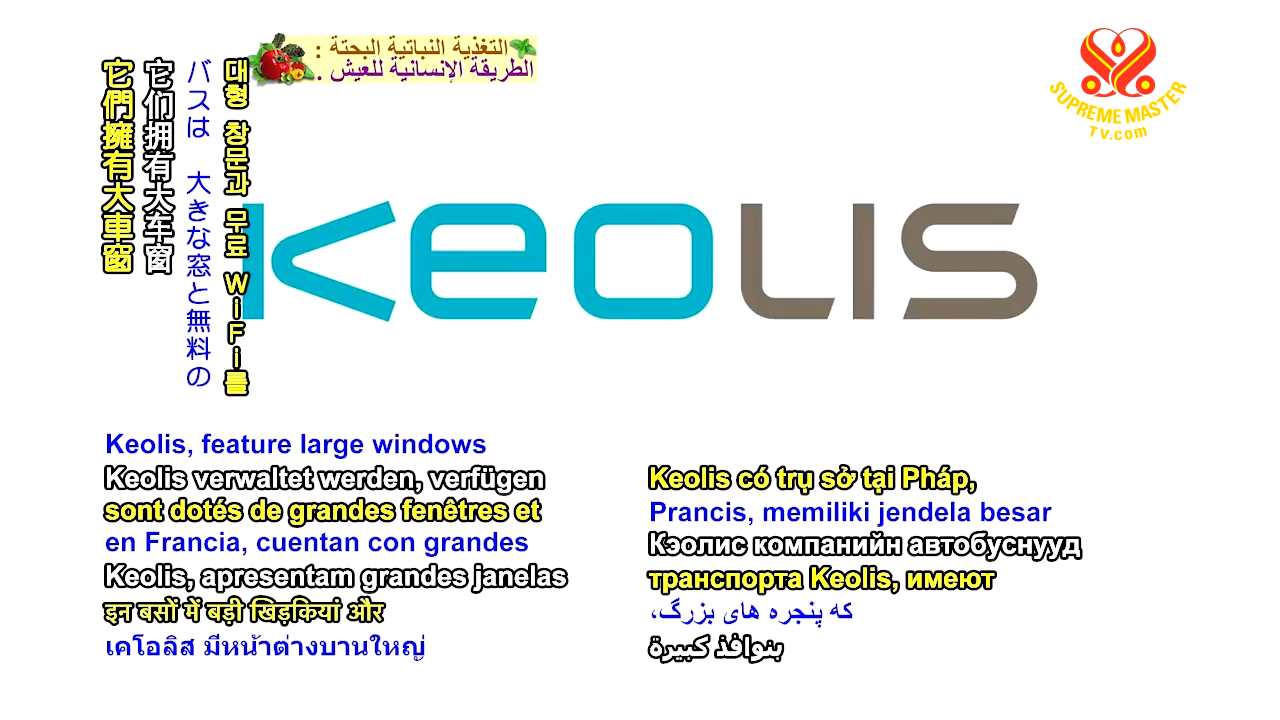 التغذية النباتية البحتة :
الطريقة الإنسانية للعيش .
SUPREME MASTER
TV.com
它們擁有大車窗
它们拥有大车窗
バスは 大きな窓と無料の
대형 창문과 무료 WiFi를
KEOLIS
Keolis, feature large windows
Keolis verwaltet werden, verfügen
sont dotés de grandes fenêtres et
en Francia, cuentan con grandes
Keolis, apresentam grandes janelas
इन बसों में बड़ी खिड़कियां और
เคโอลิส มีหน้าต่างบานใหญ่
Keolis có trụ sở tại Pháp,
Prancis, memiliki jendela besar
Кэолис компанийн автобуснууд
транспорта Keolis, имеют
که پنجره های بزرگ،
بنوافذ كبيرة